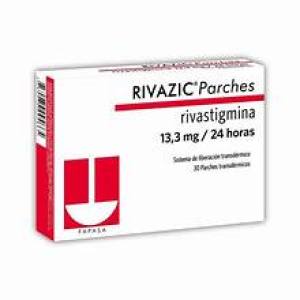 RIVAZIC® Parches
rivastigmina
13,3 mg / 24 horas
Sistema de liberación transdérmico
30 Parches transdérmicos
TAPASA